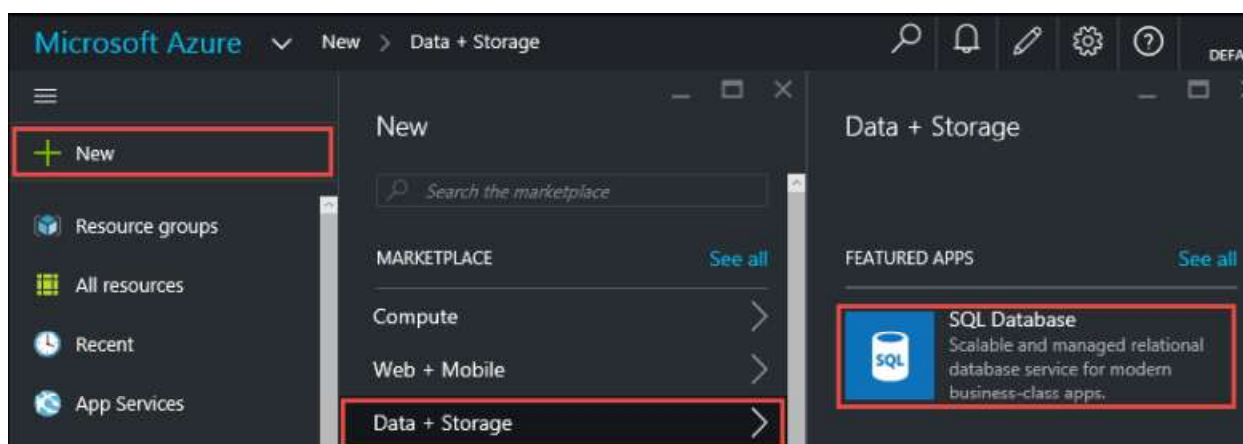 Microsoft Azure New > Data + Storage DEFA
New
Resource groups
All resources
Recent
App Services
New
Search the marketplace
MARKETPLACE See all
Compute
Web + Mobile
Data + Storage
Data + Storage
FEATURED APPS See all
SQL Database
SQL
Scalable and managed relational
database service for modern
business-class apps.